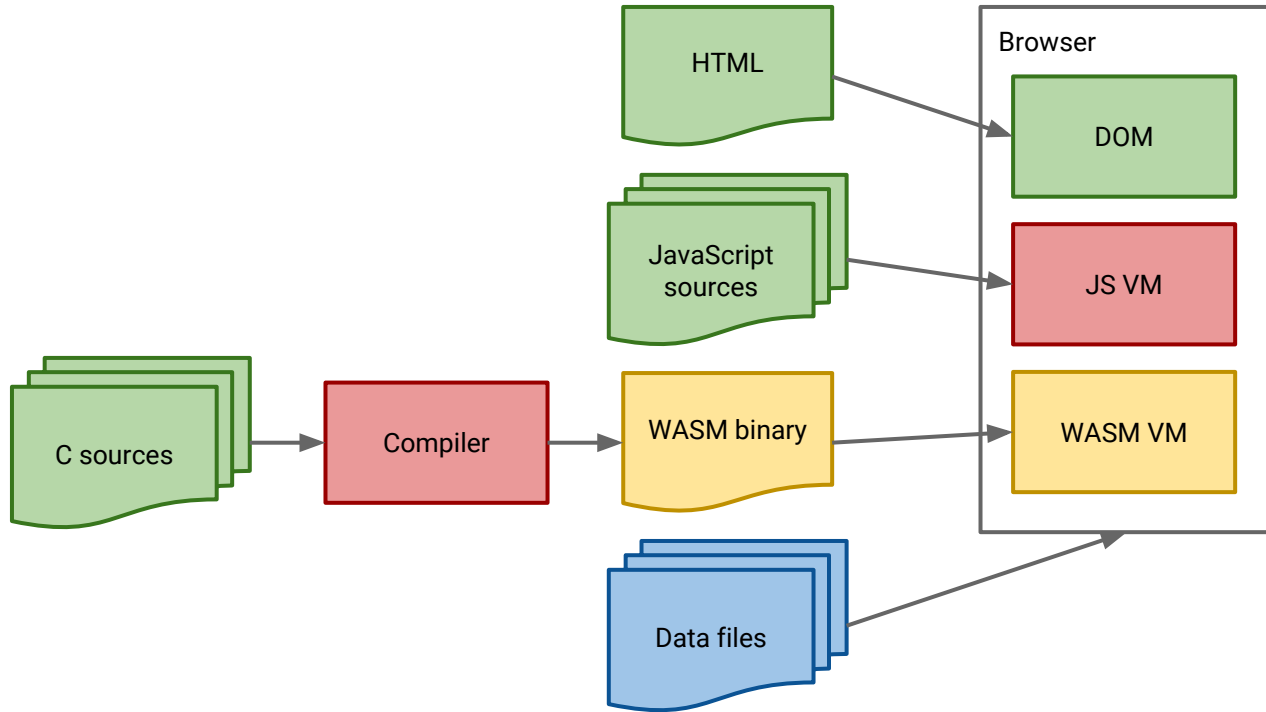 HTML
Browser
DOM
JavaScript
sources
JS VM
C sources
Compiler
WASM binary
WASM VM
Data files